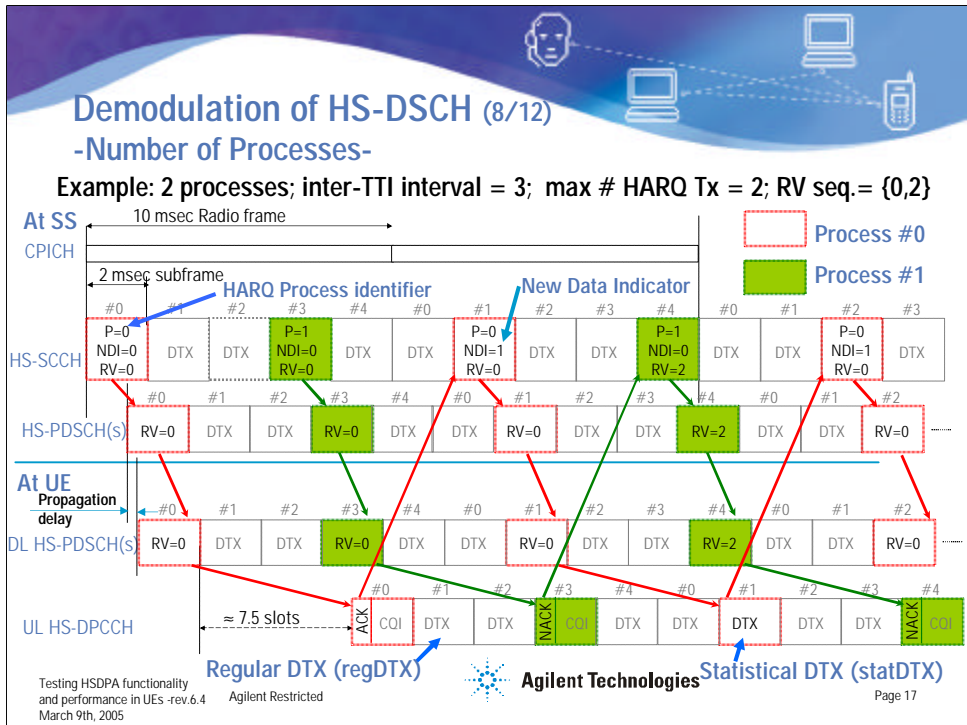 Demodulation of HS-DSCH (8/12)
-Number of Processes-
Example: 2 processes; inter-TTI interval = 3; max # HARQ Tx = 2; RV seq.= {0,2}
At SS
10 msec Radio frame
CPICH
Process #0
Process #1
2 msec subframe
HARQ Process identifier
New Data Indicator
#0 #1 #2 #3 #4 #0 #1 #2 #3 #4 #0 #1 #2 #3
HS-SCCH
P=0 NDI=0 RV=0
DTX
DTX
P=1 NDI=0 RV=0
DTX
DTX
P=0 NDI=1 RV=0
DTX
DTX
P=1 NDI=0 RV=2
DTX
DTX
P=0 NDI=1 RV=0
DTX
#0 #1 #2 #3 #4 #0 #1 #2 #3 #4 #0 #1 #2
HS-PDSCH(s)
RV=0 DTX DTX RV=0 DTX DTX RV=0 DTX DTX RV=2 DTX DTX RV=0
At UE
Propagation
delay
#0 #1 #2 #3 #4 #0 #1 #2 #3 #4 #0 #1 #2
DL HS-PDSCH(s)
RV=0 DTX DTX RV=0 DTX DTX RV=0 DTX DTX RV=2 DTX DTX RV=0
#0 #1 #2 #3 #4 #0 #1 #2 #3 #4
UL HS-DPCCH
≈ 7.5 slots
ACK CQI DTX DTX NACK CQI DTX DTX DTX DTX DTX NACK CQI
Regular DTX (regDTX)
Statistical DTX (statDTX)
Testing HSDPA functionality
and performance in UEs -rev.6.4
March 9th, 2005
Agilent Restricted
Agilent Technologies
Page 17